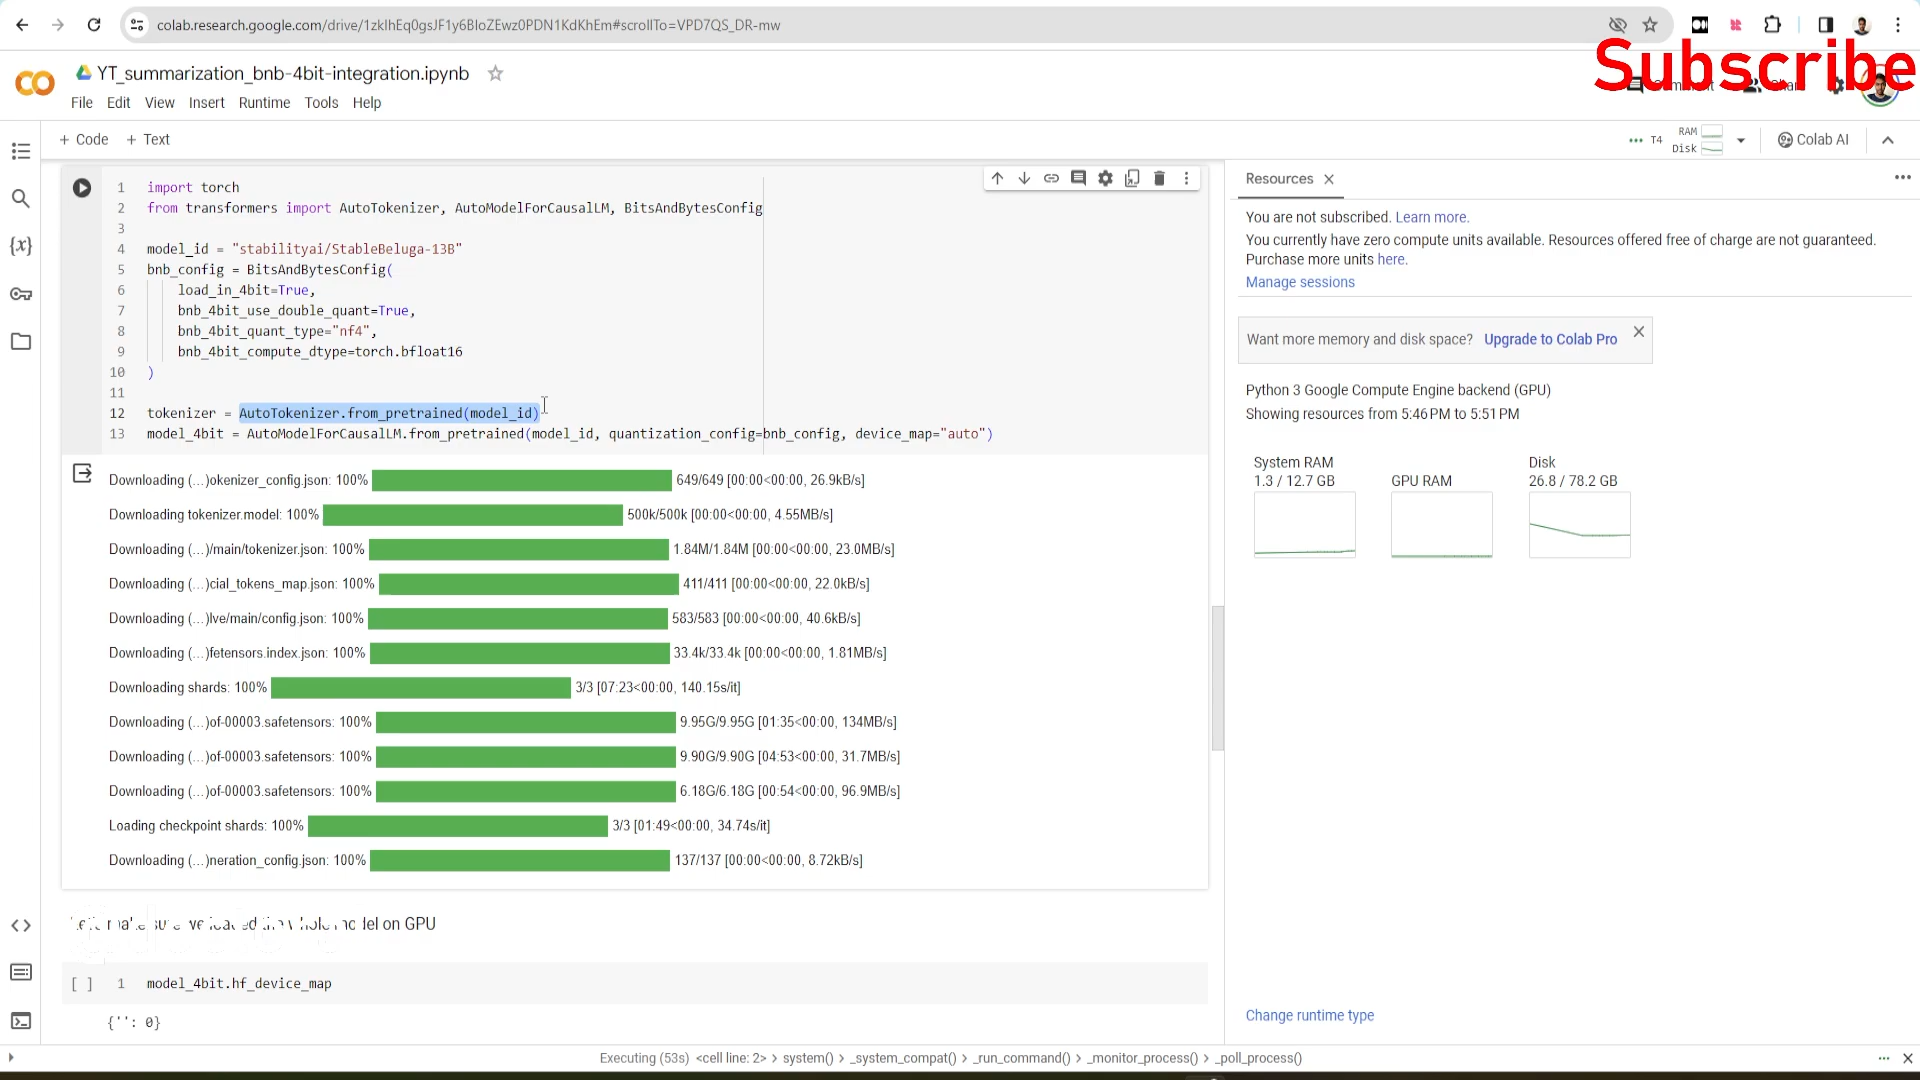 colab.research.google.com/drive/1zklhEq0gsJF1y6BloZEwz0PDN1KdKhEm#scrollTo=VPD7QS_DR-mw
Subscribe
YT_summarization_bnb-4bit-integration.ipynb
File Edit View Insert Runtime Tools Help
+ Code + Text
T4 RAM Disk Colab AI
1 import torch
2 from transformers import AutoTokenizer, AutoModelForCausalLM, BitsAndBytesConfig
3
4 model_id = "stabilityai/StableBeluga-13B"
5 bnb_config = BitsAndBytesConfig(
6 load_in_4bit=True,
7 bnb_4bit_use_double_quant=True,
8 bnb_4bit_quant_type="nf4",
9 bnb_4bit_compute_dtype=torch.bfloat16
10 )
11
12 tokenizer = AutoTokenizer.from_pretrained(model_id)
13 model_4bit = AutoModelForCausalLM.from_pretrained(model_id, quantization_config=bnb_config, device_map="auto")
Downloading (...)okenizer_config.json: 100% 649/649 [00:00<00:00, 26.9kB/s]
Downloading tokenizer.model: 100% 500k/500k [00:00<00:00, 4.55MB/s]
Downloading (...)/main/tokenizer.json: 100% 1.84M/1.84M [00:00<00:00, 23.0MB/s]
Downloading (...)cial_tokens_map.json: 100% 411/411 [00:00<00:00, 22.0kB/s]
Downloading (...)lve/main/config.json: 100% 583/583 [00:00<00:00, 40.6kB/s]
Downloading (...)fetensors.index.json: 100% 33.4k/33.4k [00:00<00:00, 1.81MB/s]
Downloading shards: 100% 3/3 [07:23<00:00, 140.15s/it]
Downloading (...)of-00003.safetensors: 100% 9.95G/9.95G [01:35<00:00, 134MB/s]
Downloading (...)of-00003.safetensors: 100% 9.90G/9.90G [04:53<00:00, 31.7MB/s]
Downloading (...)of-00003.safetensors: 100% 6.18G/6.18G [00:54<00:00, 96.9MB/s]
Loading checkpoint shards: 100% 3/3 [01:49<00:00, 34.74s/it]
Downloading (...)neration_config.json: 100% 137/137 [00:00<00:00, 8.72kB/s]
we on GPU
[ ] 1 model_4bit.hf_device_map
{'': 0}
Resources
You are not subscribed. Learn more.
You currently have zero compute units available. Resources offered free of charge are not guaranteed.
Purchase more units here.
Manage sessions
Want more memory and disk space? Upgrade to Colab Pro
Python 3 Google Compute Engine backend (GPU)
Showing resources from 5:46 PM to 5:51 PM
System RAM
1.3 / 12.7 GB
GPU RAM
Disk
26.8 / 78.2 GB
Change runtime type
Executing (53s) <cell line: 2> > system() > _system_compat() > _run_command() > _monitor_process() > _poll_process()